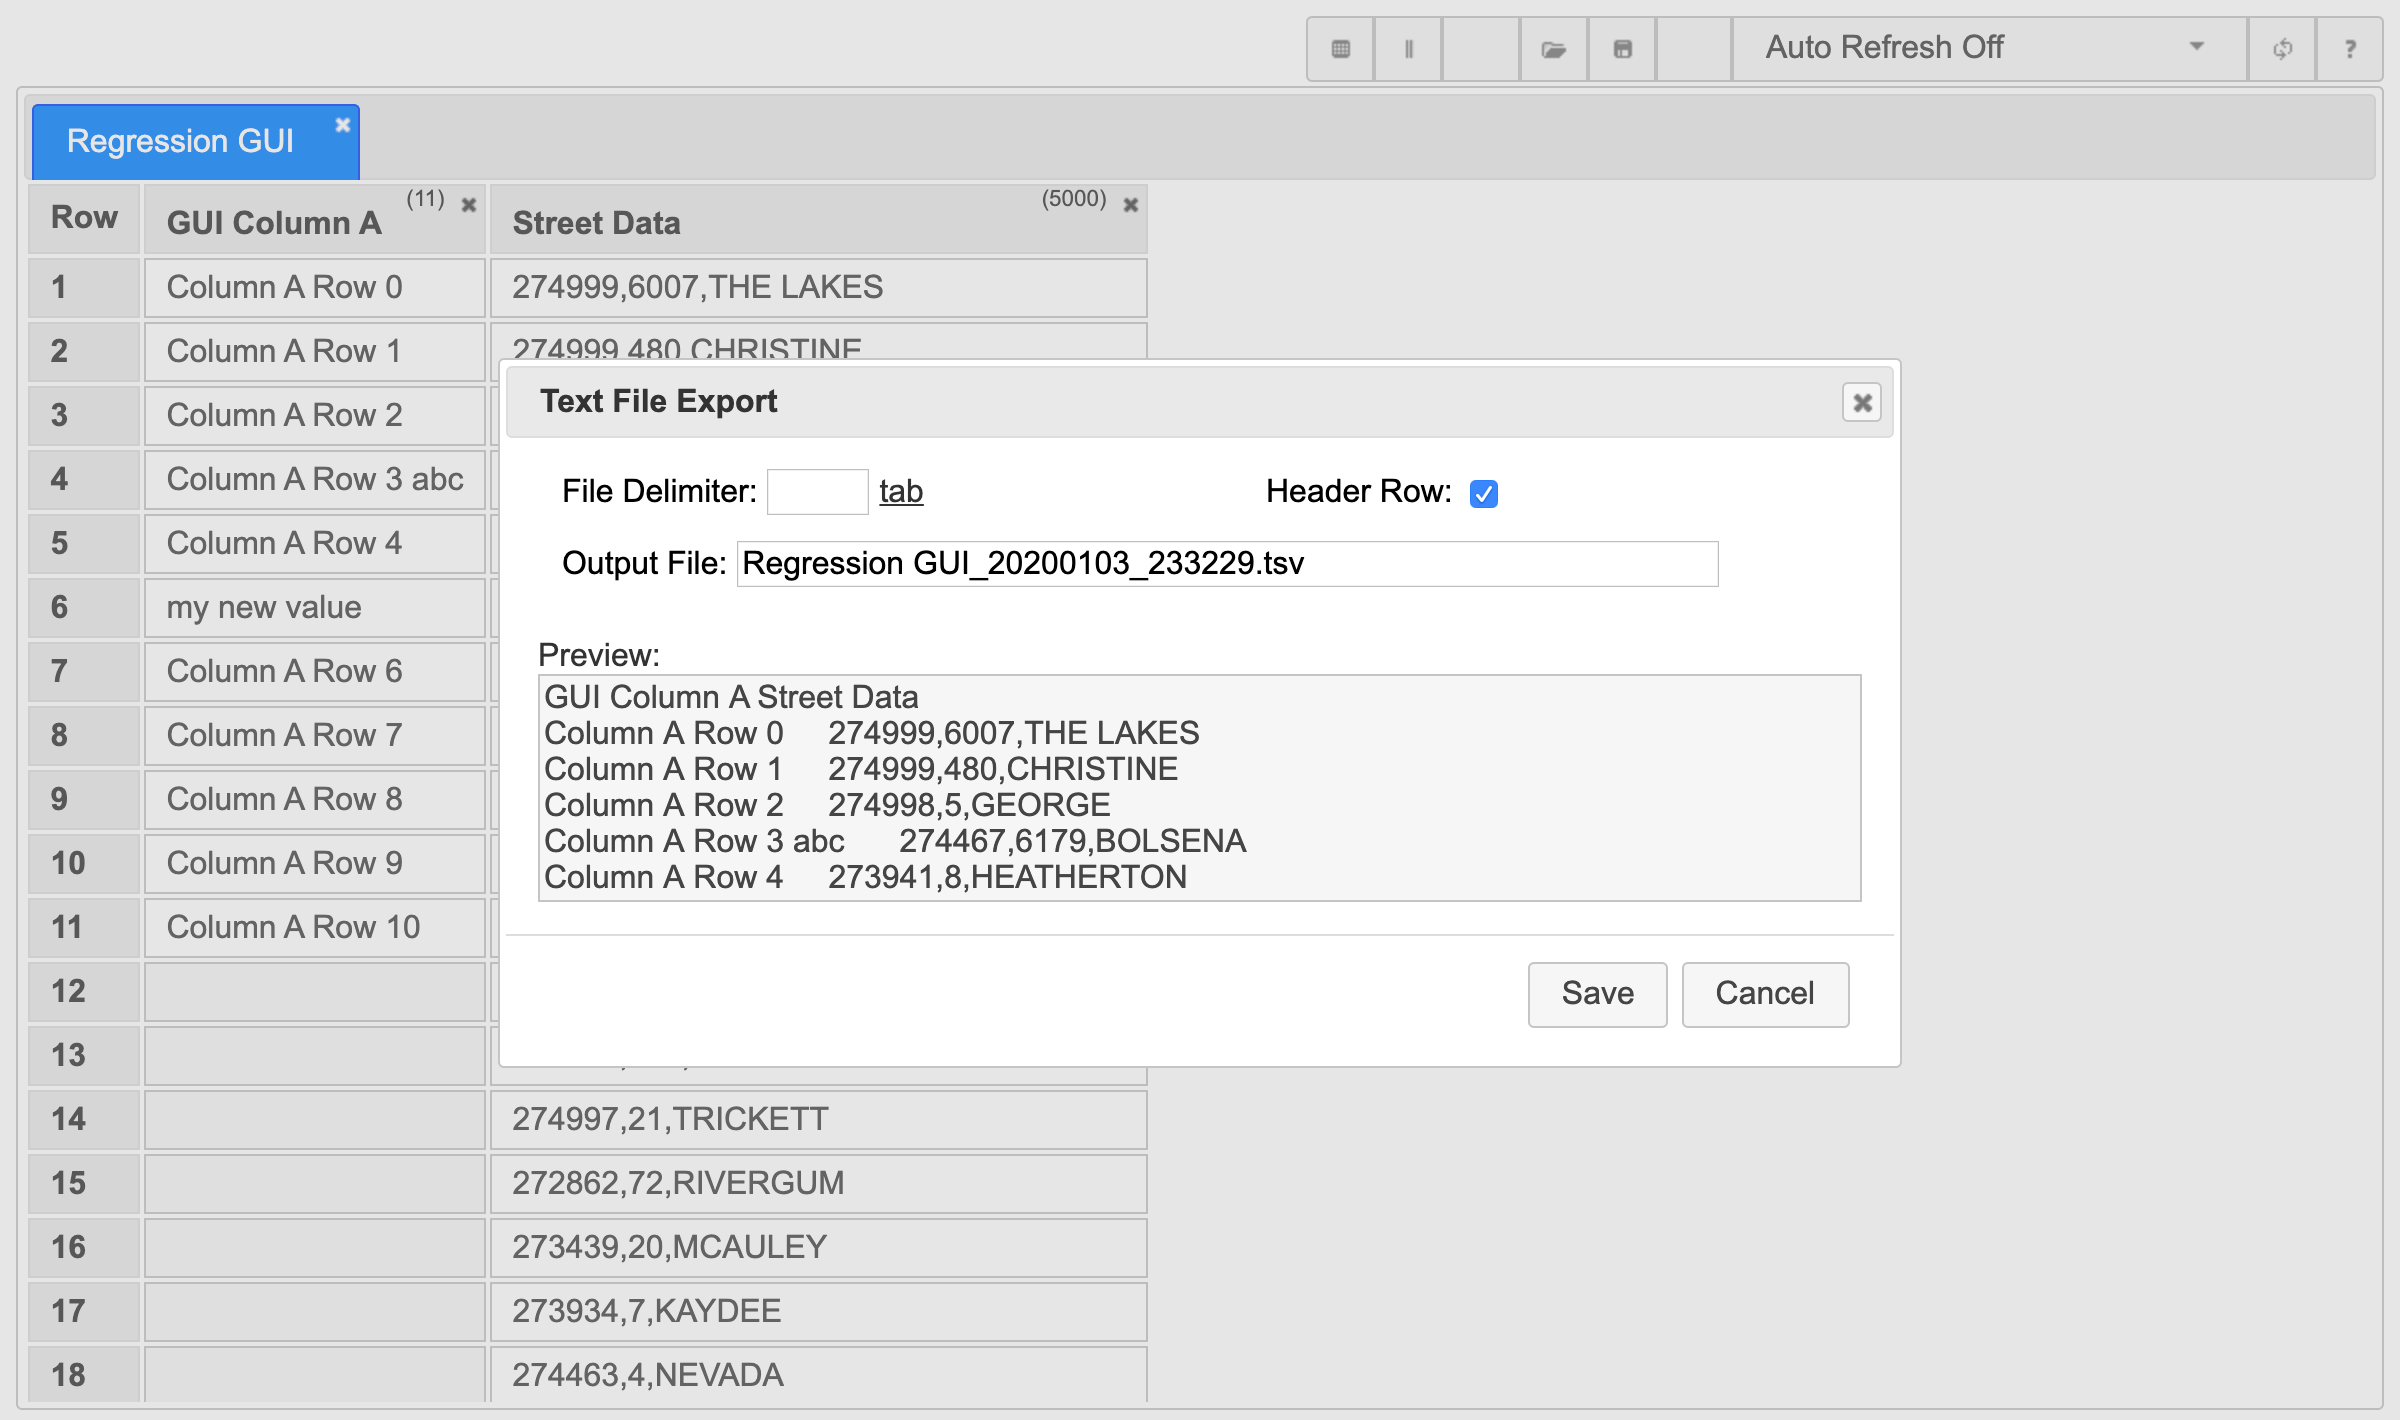 Auto Refresh Off
?
Regression GUI
Row GUI Column A (11) Street Data (5000)
1 Column A Row 0 274999,6007,THE LAKES
2 Column A Row 1 274999,480,CHRISTINE
3 Column A Row 2
4 Column A Row 3 abc
5 Column A Row 4
6 my new value
7 Column A Row 6
8 Column A Row 7
9 Column A Row 8
10 Column A Row 9
11 Column A Row 10
12
13
14 274997,21,TRICKETT
15 272862,72,RIVERGUM
16 273439,20,MCAULEY
17 273934,7,KAYDEE
18 274463,4,NEVADA
Text File Export
File Delimiter: tab Header Row:
Output File: Regression GUI_20200103_233229.tsv
Preview:
GUI Column A Street Data
Column A Row 0 274999,6007,THE LAKES
Column A Row 1 274999,480,CHRISTINE
Column A Row 2 274998,5,GEORGE
Column A Row 3 abc 274467,6179,BOLSENA
Column A Row 4 273941,8,HEATHERTON
Save Cancel